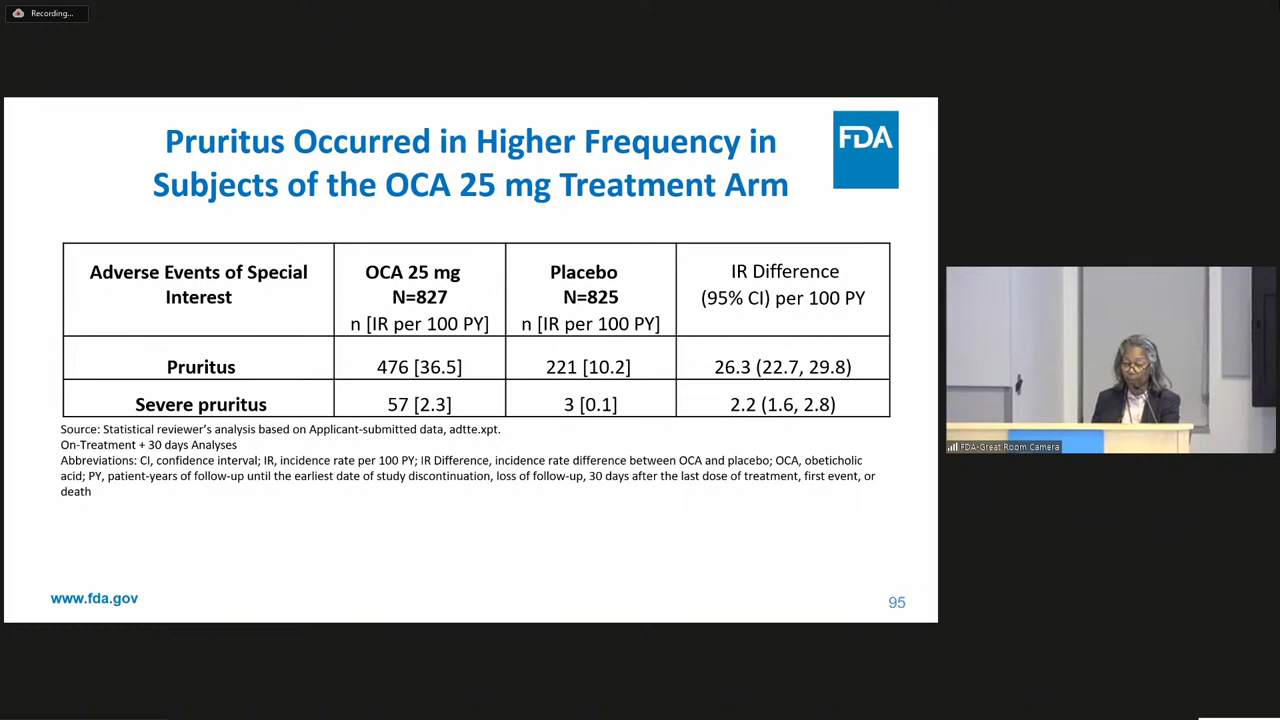 Recording...
Pruritus Occurred in Higher Frequency in
Subjects of the OCA 25 mg Treatment Arm
FDA
Adverse Events of Special
Interest
OCA 25 mg
N=827
n [IR per 100 PY]
Placebo
N=825
n [IR per 100 PY]
IR Difference
(95% CI) per 100 PY
Pruritus 476 [36.5] 221 [10.2] 26.3 (22.7, 29.8)
Severe pruritus 57 [2.3] 3 [0.1] 2.2 (1.6, 2.8)
Source: Statistical reviewer's analysis based on Applicant-submitted data, adtte.xpt.
On-Treatment + 30 days Analyses
Abbreviations: CI, confidence interval; IR, incidence rate per 100 PY; IR Difference, incidence rate difference between OCA and placebo; OCA, obeticholic
acid; PY, patient-years of follow-up until the earliest date of study discontinuation, loss of follow-up, 30 days after the last dose of treatment, first event, or
death
www.fda.gov
95
FDA-Great Room Camera